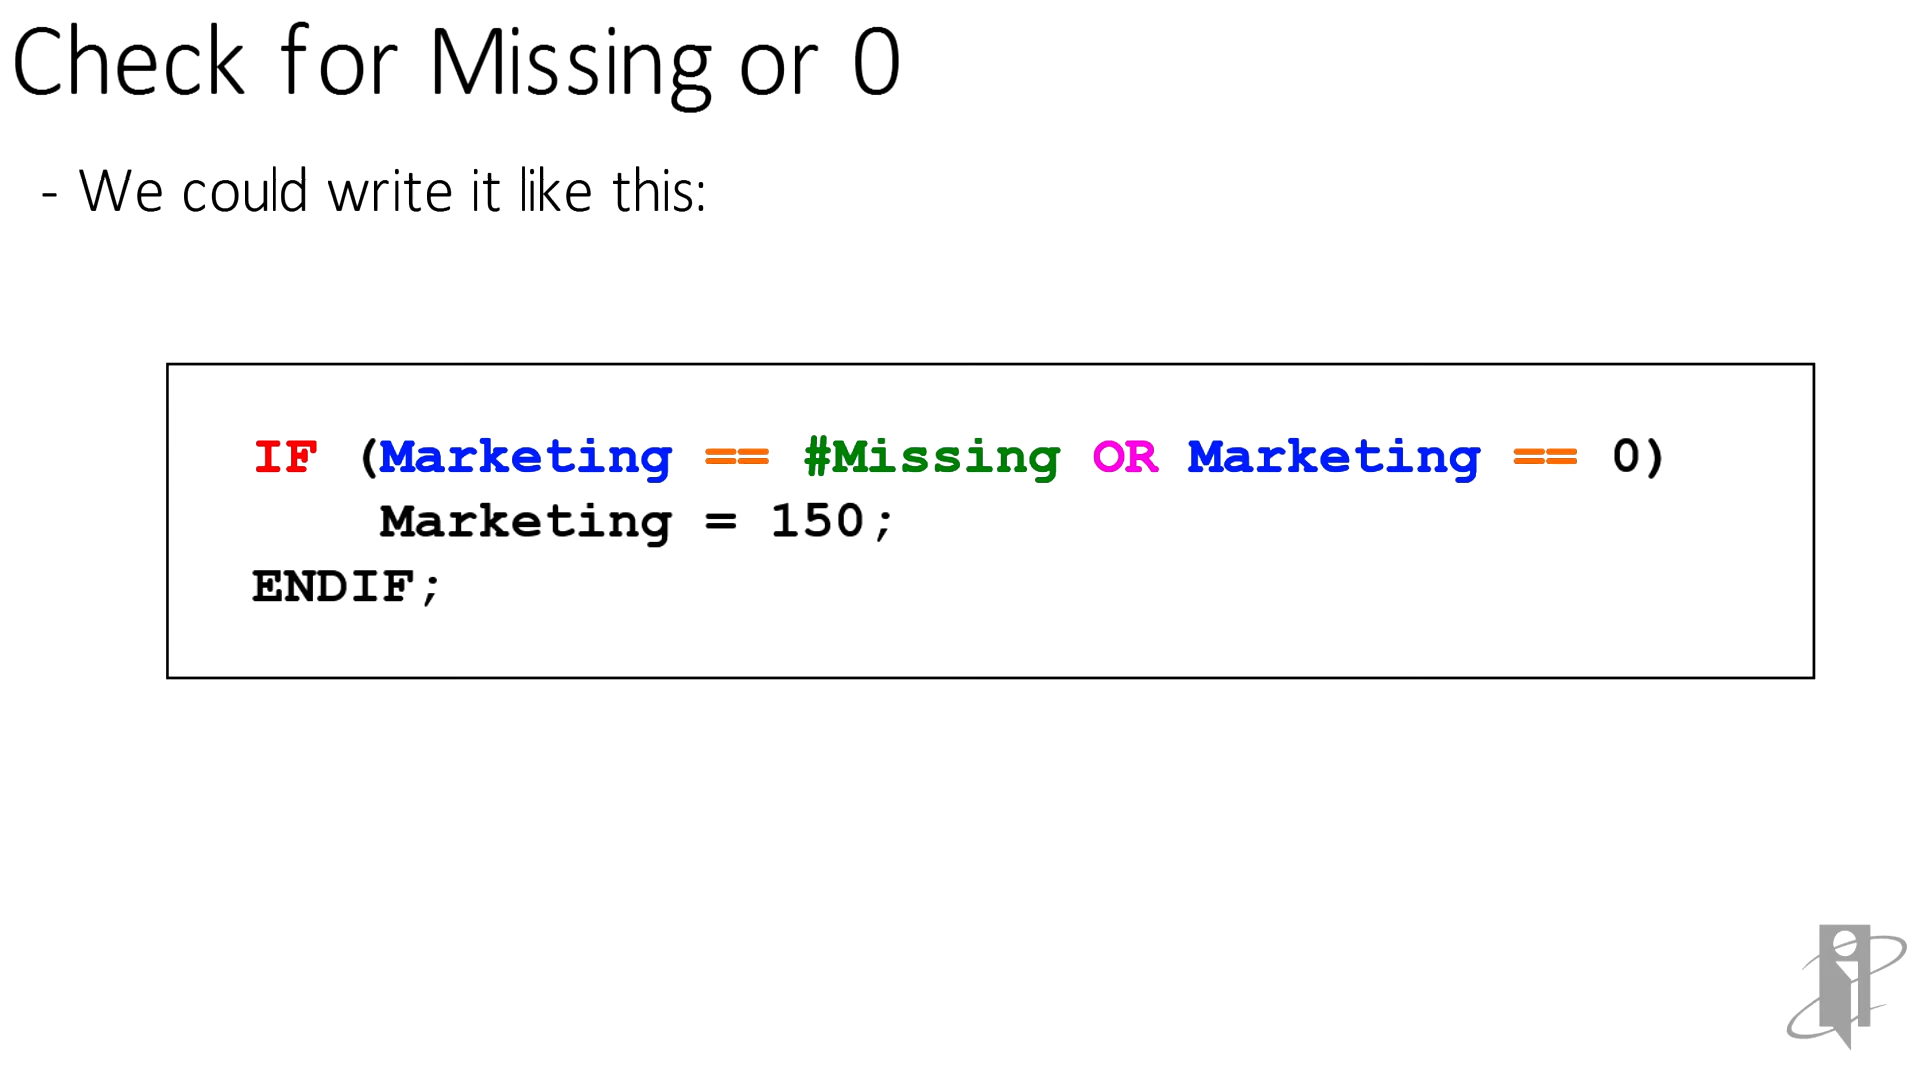 Check for Missing or 0
- We could write it like this:
IF (Marketing == #Missing OR Marketing == 0)
Marketing = 150;
ENDIF;